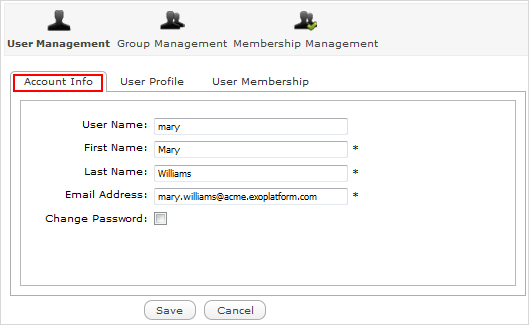 User Management Group Management Membership Management
Account Info User Profile User Membership
User Name: mary
First Name: Mary *
Last Name: Williams *
Email Address: mary.williams@acme.exoplatform.com *
Change Password:
Save Cancel